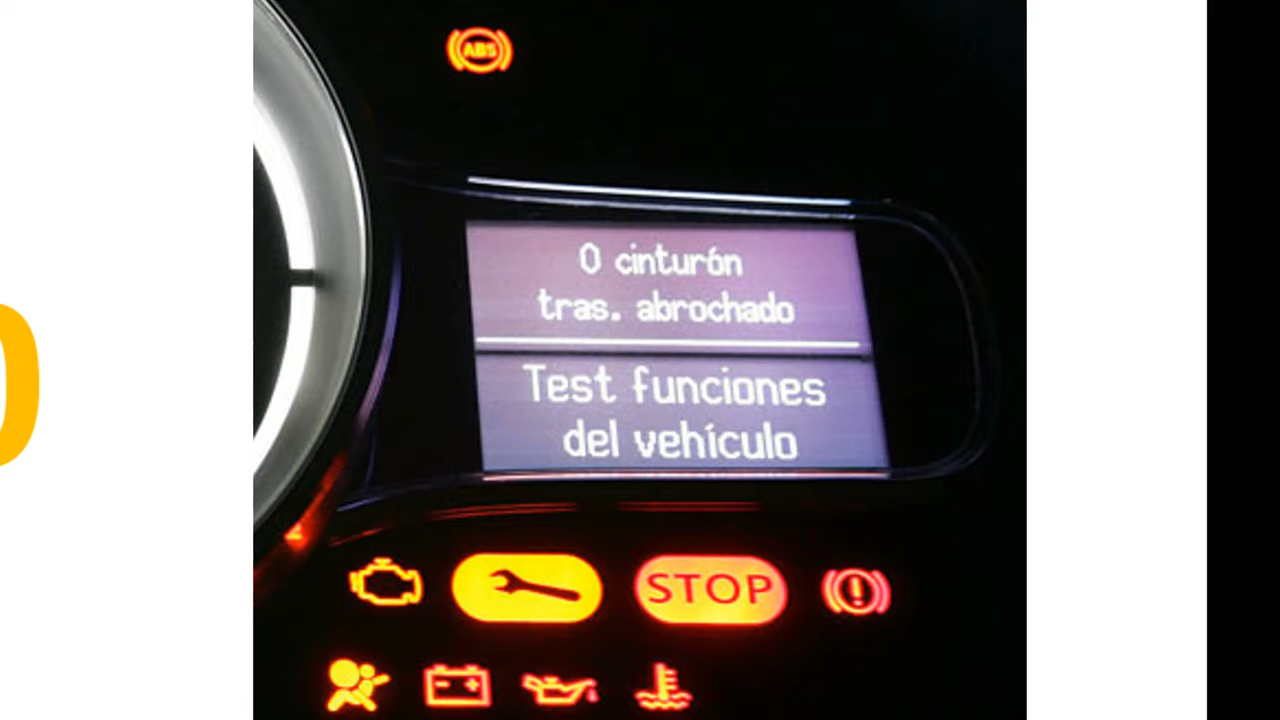 ABS
0 cinturón
tras. abrochado
Test funciones
del vehículo
STOP